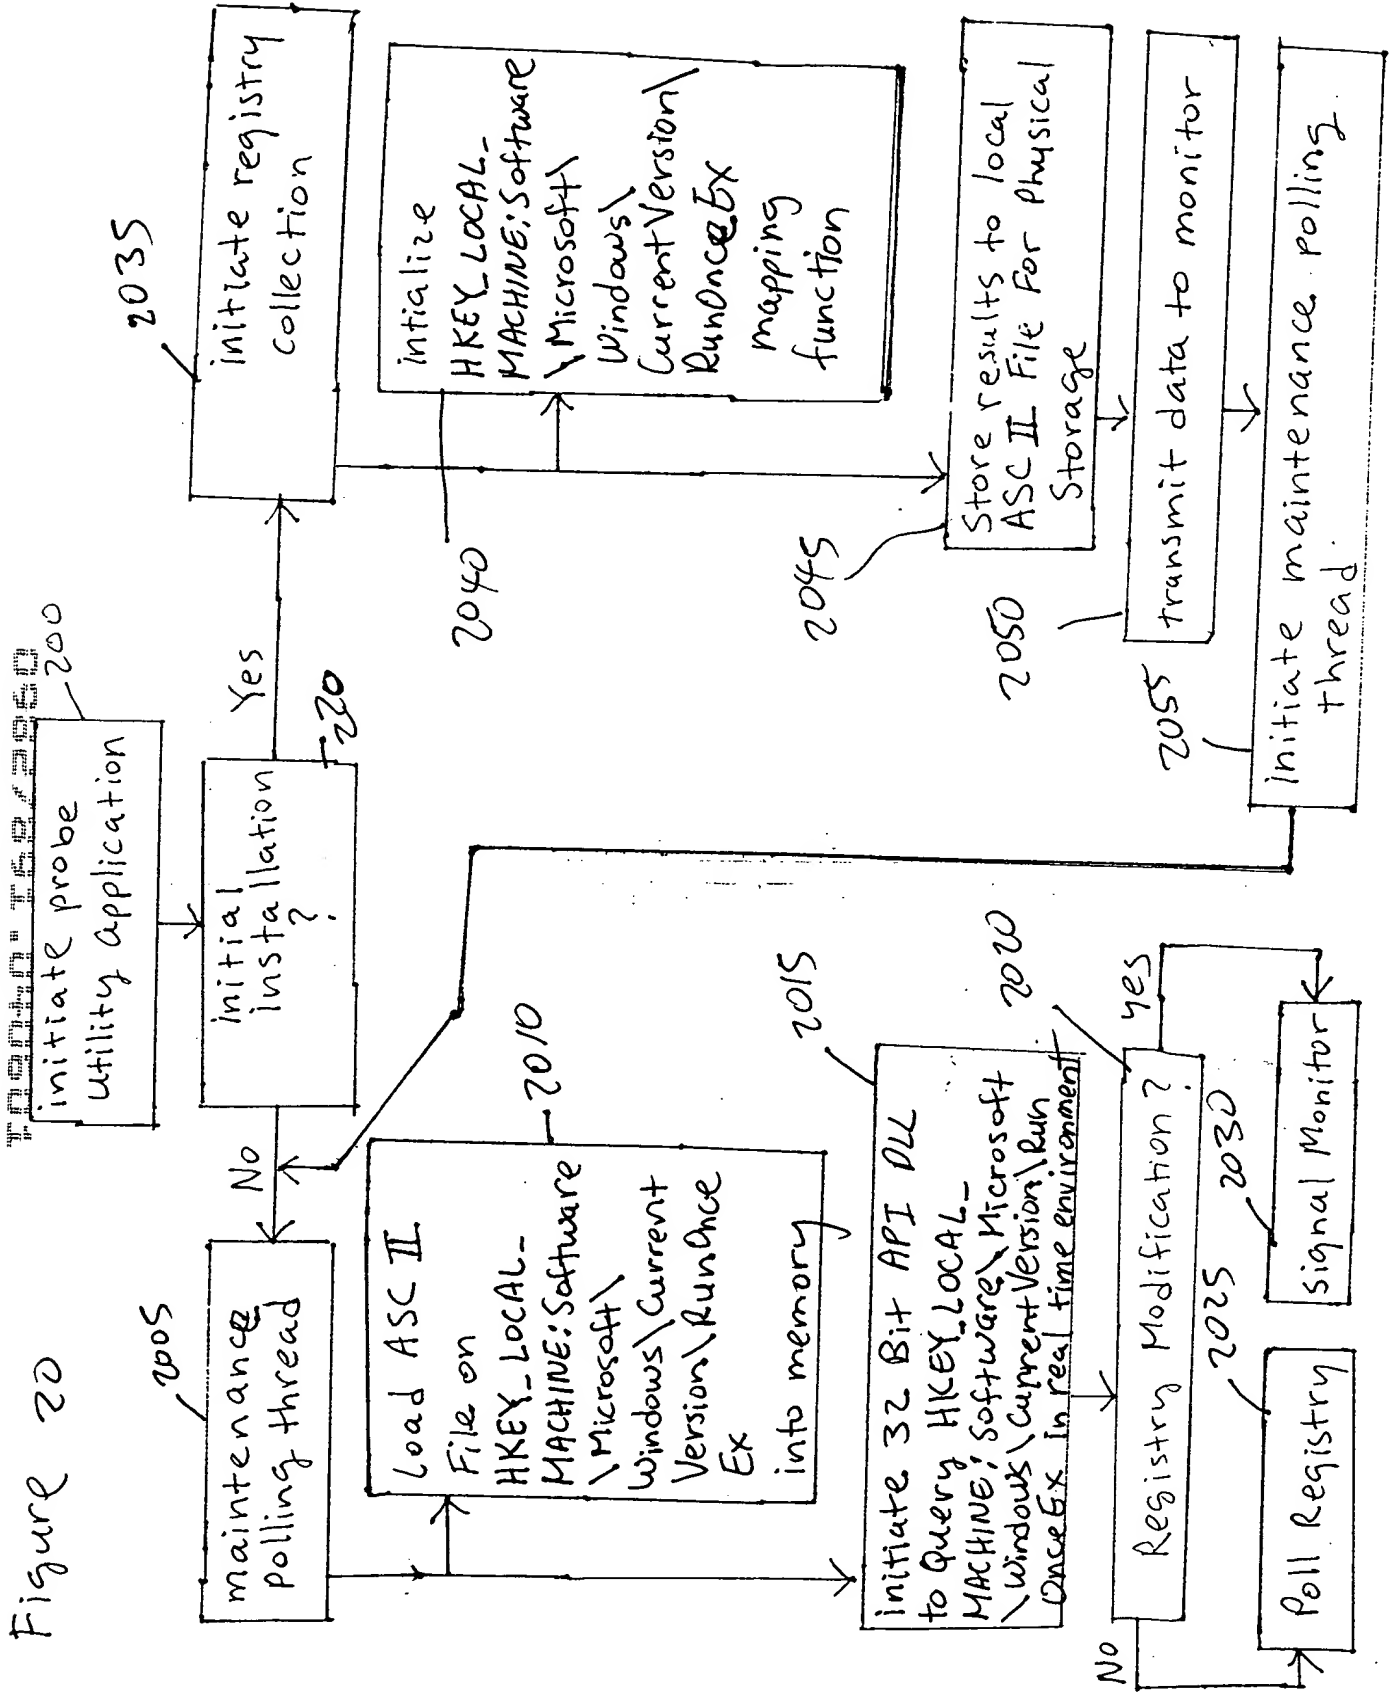 Figure 20
initiate probe
Utility application
200
initial
installation
?
220
Yes
No
initiate registry
collection
2035
intialize
HKEY_LOCAL_
MACHINE:Software
\Microsoft\
Windows\
CurrentVersion\
RunOnceEx
mapping
function
2040
Store results to local
ASC II File For physical
Storage
2045
transmit data to monitor
2050
initiate maintenance polling
thread.
2055
maintenance
polling thread
2005
Load ASC II
File on
HKEY_LOCAL_
MACHINE:Software
\Microsoft\
Windows\Current
Version\RunOnce
Ex
into memory
2010
initiate 32 Bit API DLL
to Query HKEY_LOCAL_
MACHINE;Software\Microsoft
\Windows\CurrentVersion\Run
OnceEx in real time environment
2015
Registry Modification?
2020
No
yes
Poll Registry
2025
Signal Monitor
2030